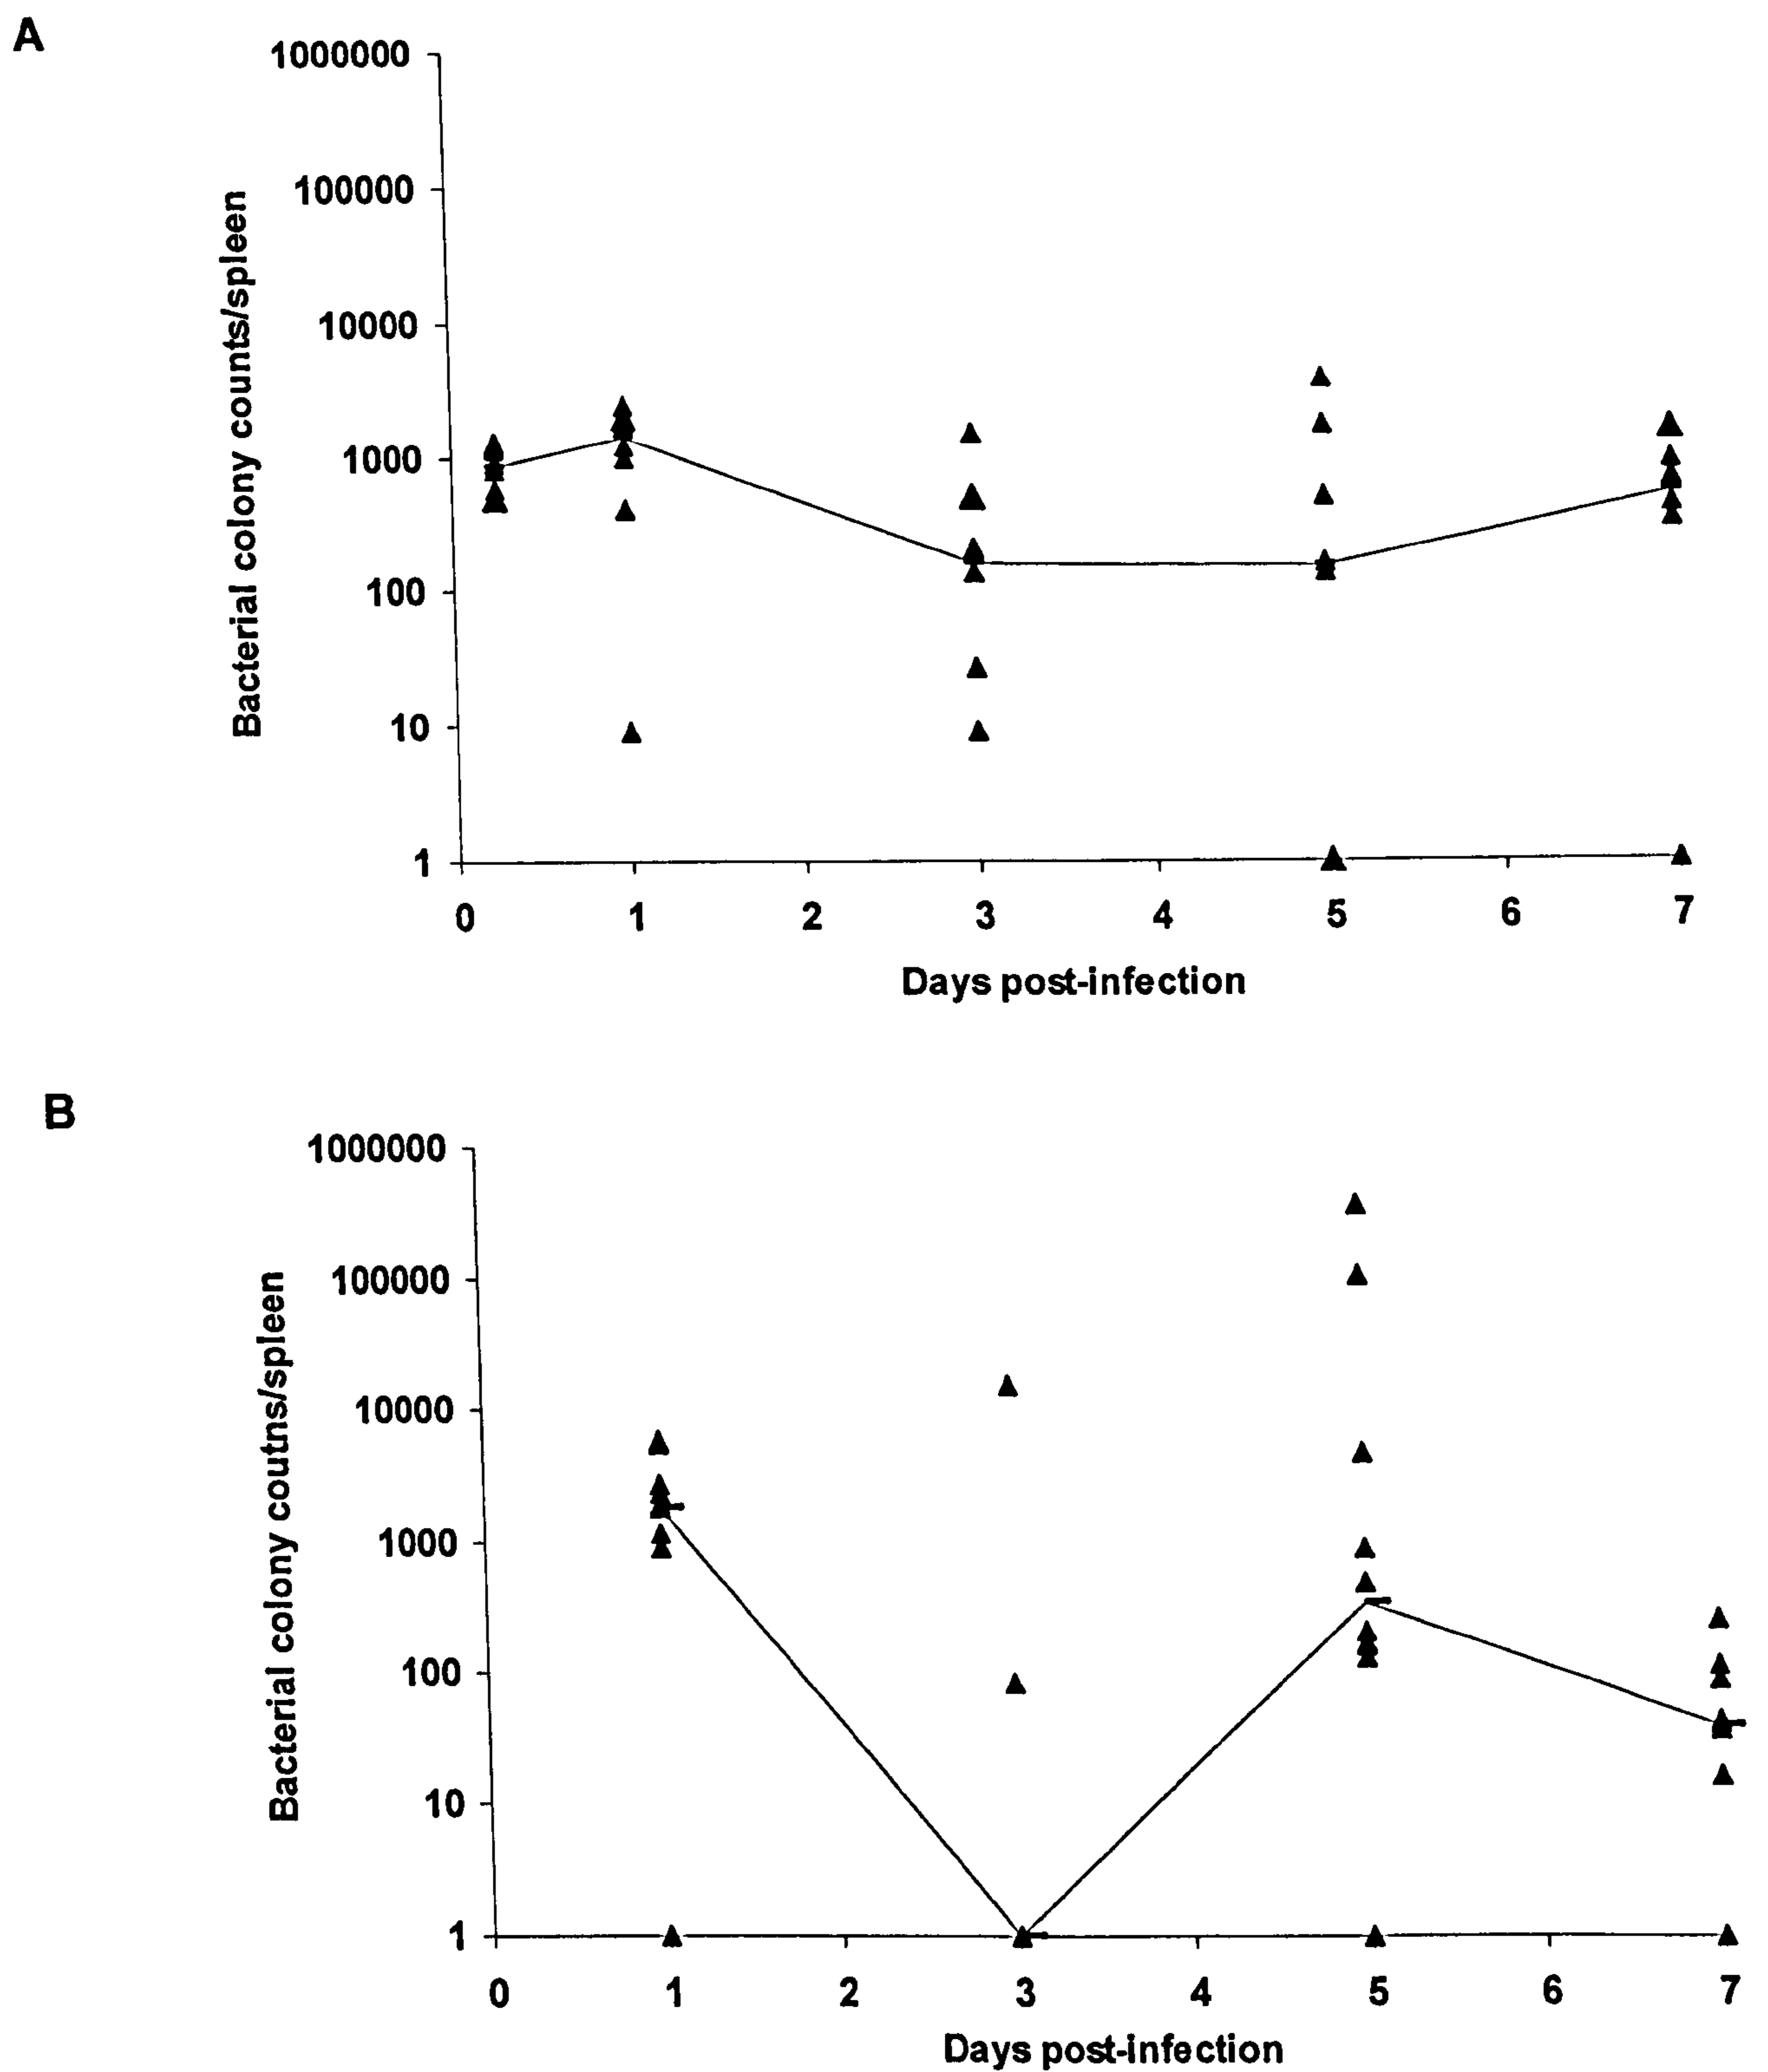 A
1000000
100000
10000
1000
100
10
1
Bacterial colony counts/spleen
0 1 2 3 4 5 6 7
Days post-infection
B
1000000
100000
10000
1000
100
10
1
Bacterial colony coutns/spleen
0 1 2 3 4 5 6 7
Days post-infection